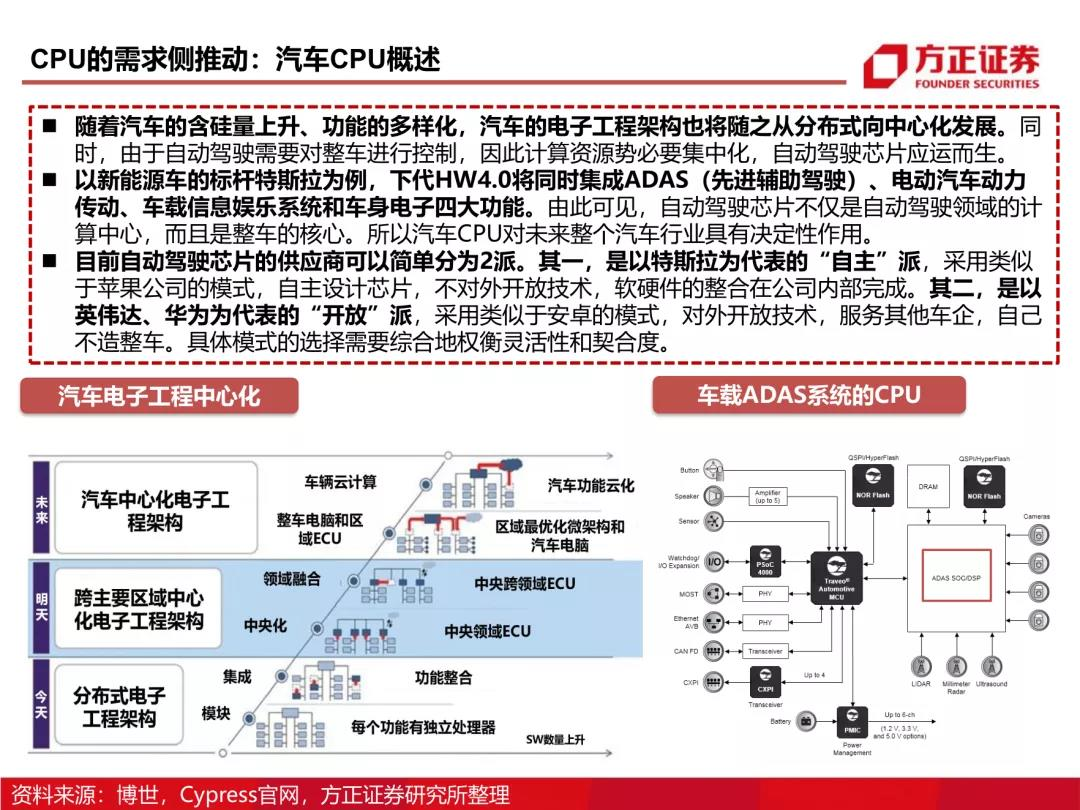 CPU的需求侧推动：汽车CPU概述
方正证券
FOUNDER SECURITIES
■ 随着汽车的含硅量上升、功能的多样化，汽车的电子工程架构也将随之从分布式向中心化发展。同
时，由于自动驾驶需要对整车进行控制，因此计算资源势必要集中化，自动驾驶芯片应运而生。
■ 以新能源车的标杆特斯拉为例，下代HW4.0将同时集成ADAS（先进辅助驾驶）、电动汽车动力
传动、车载信息娱乐系统和车身电子四大功能。由此可见，自动驾驶芯片不仅是自动驾驶领域的计
算中心，而且是整车的核心。所以汽车CPU对未来整个汽车行业具有决定性作用。
■ 目前自动驾驶芯片的供应商可以简单分为2派。其一，是以特斯拉为代表的“自主”派，采用类似
于苹果公司的模式，自主设计芯片，不对外开放技术，软硬件的整合在公司内部完成。其二，是以
英伟达、华为为代表的“开放”派，采用类似于安卓的模式，对外开放技术，服务其他车企，自己
不造整车。具体模式的选择需要综合地权衡灵活性和契合度。
汽车电子工程中心化
未来
汽车中心化电子工
程架构
车辆云计算
汽车功能云化
整车电脑和区
域ECU
区域最优化微架构和
汽车电脑
明天
跨主要区域中心
化电子工程架构
领域融合
中央跨领域ECU
中央化
中央领域ECU
今天
分布式电子
工程架构
集成
功能整合
模块
每个功能有独立处理器
SW数量上升
车载ADAS系统的CPU
QSPI/HyperFlash
QSPI/HyperFlash
Button
NOR Flash
DRAM
NOR Flash
Speaker
Amplifier
(up to 5)
Sensor
Cameras
Watchdog/
I/O Expansion
I/O
PSoC
4000
Traveo®
Automotive
MCU
ADAS SOC/DSP
MOST
PHY
Ethernet
AVB
PHY
CAN FD
Transceiver
CXPI
CXPI
Transceiver
Up to 4
LIDAR
Millimeter
Radar
Ultrasound
Battery
PMIC
Power
Management
Up to 6-ch
(1.2 V, 3.3 V,
and 5.0 V options)
资料来源：博世，Cypress官网，方正证券研究所整理